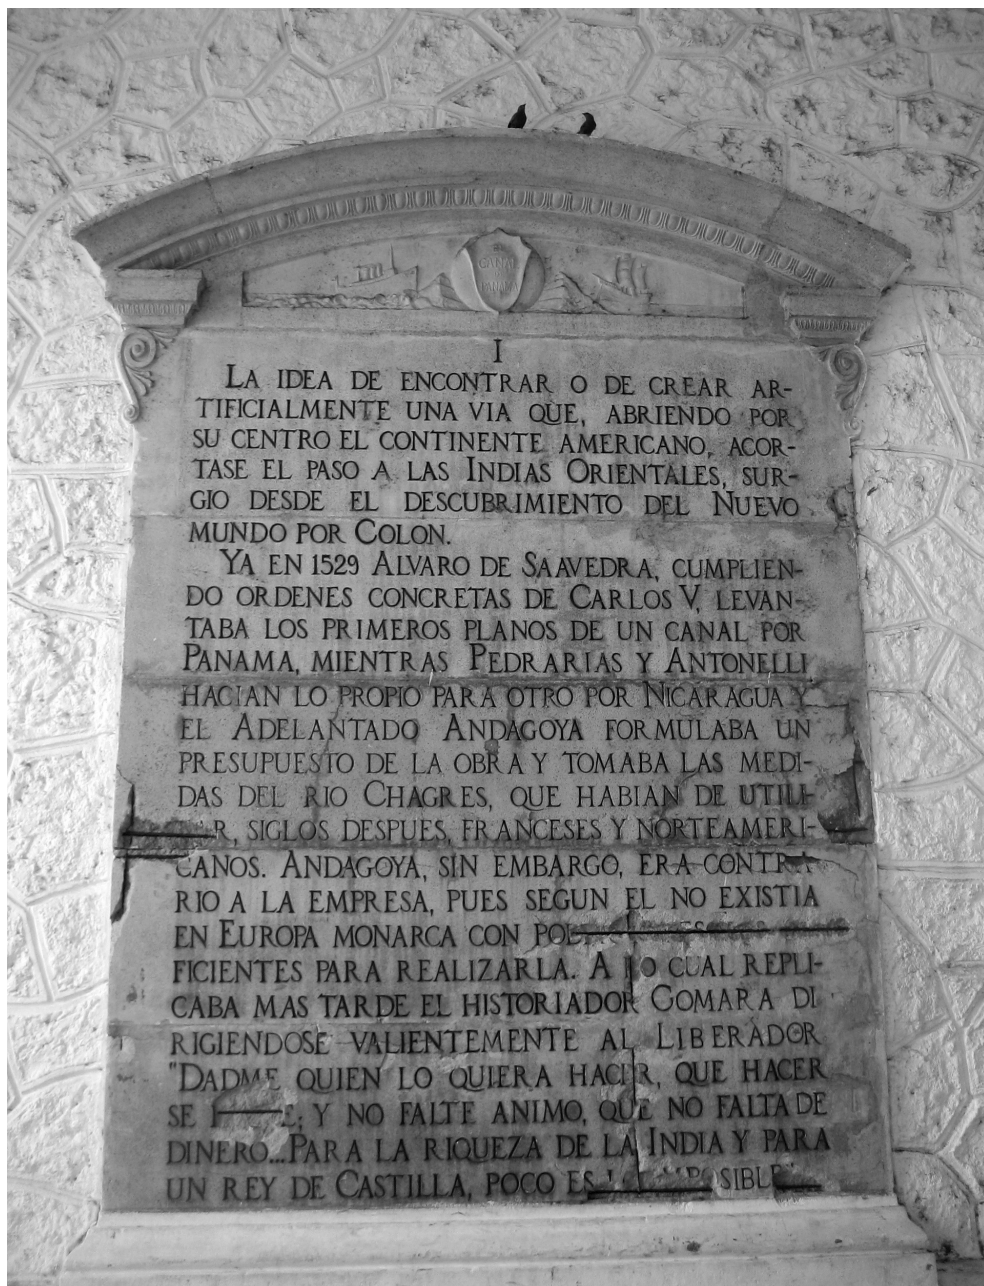 CANAL
PANAMA
I
LA IDEA DE ENCONTRAR O DE CREAR AR-
TIFICIALMENTE UNA VIA QUE, ABRIENDO POR
SU CENTRO EL CONTINENTE AMERICANO, ACOR-
TASE EL PASO A LAS INDIAS ORIENTALES, SUR-
GIO DESDE EL DESCUBRIMIENTO DEL NUEVO
MUNDO POR COLON.
YA EN 1529 ALVARO DE SAAVEDRA, CUMPLIEN-
DO ORDENES CONCRETAS DE CARLOS V, LEVAN-
TABA LOS PRIMEROS PLANOS DE UN CANAL POR
PANAMA, MIENTRAS PEDRARIAS Y ANTONELLI
HACIAN LO PROPIO PARA OTRO POR NICARAGUA Y
EL ADELANTADO ANDAGOYA FORMULABA UN
PRESUPUESTO DE LA OBRA Y TOMABA LAS MEDI-
DAS DEL RIO CHAGRES, QUE HABIAN DE UTILI-
R, SIGLOS DESPUES, FRANCESES Y NORTEAMERI-
CANOS. ANDAGOYA, SIN EMBARGO, ERA CONTRA
RIO A LA EMPRESA, PUES SEGUN EL NO EXISTIA
EN EUROPA MONARCA CON
FICIENTES PARA REALIZARLA. A LO CUAL REPLI-
CABA MAS TARDE EL HISTORIADOR GOMARA DI
RIGIENDOSE VALIENTEMENTE AL LIBERADOR
"DADME QUIEN LO QUIERA HACER, QUE HACER
SE E; Y NO FALTE ANIMO, QUE NO FALTA DE
DINERO...PARA LA RIQUEZA DE LA INDIA Y PARA
UN REY DE CASTILLA, POCO ES LO IMPOSIBLE